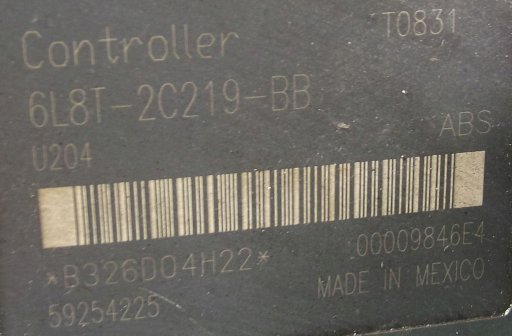 Controller T0831
6L8T-2C219-BB
U204 ABS
*B326D04H22* 00009846E4
59254225 MADE IN MEXICO